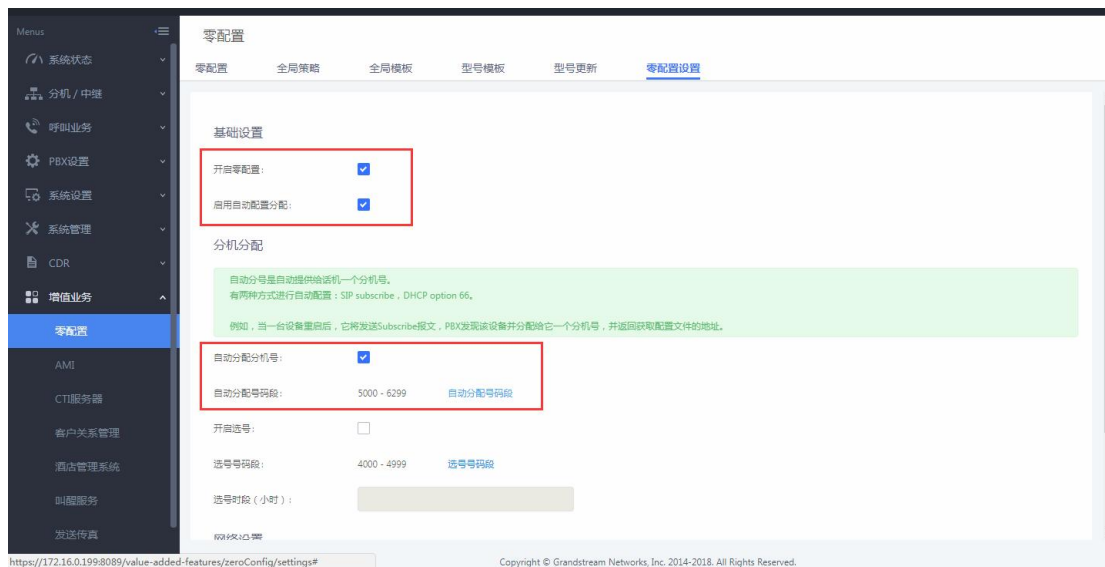 Menus
系统状态
分机 / 中继
呼叫业务
PBX设置
系统设置
系统管理
CDR
增值业务
零配置
AMI
CTI服务器
客户关系管理
酒店管理系统
叫醒服务
发送传真
零配置
零配置 全局策略 全局模板 型号模板 型号更新 零配置设置
基础设置
开启零配置:
启用自动配置分配:
分机分配
自动分号是自动提供给话机一个分机号。
有两种方式进行自动配置:SIP subscribe,DHCP option 66。
例如,当一台设备重启后,它将发送Subscribe报文,PBX发现该设备并分配给它一个分机号,并返回获取配置文件的地址。
自动分配分机号:
自动分配号码段: 5000 - 6299 自动分配号码段
开启选号:
选号号码段: 4000 - 4999 选号号码段
选号时段(小时):
网络设置
https://172.16.0.199:8089/value-added-features/zeroConfig/settings#
Copyright © Grandstream Networks, Inc. 2014-2018. All Rights Reserved.